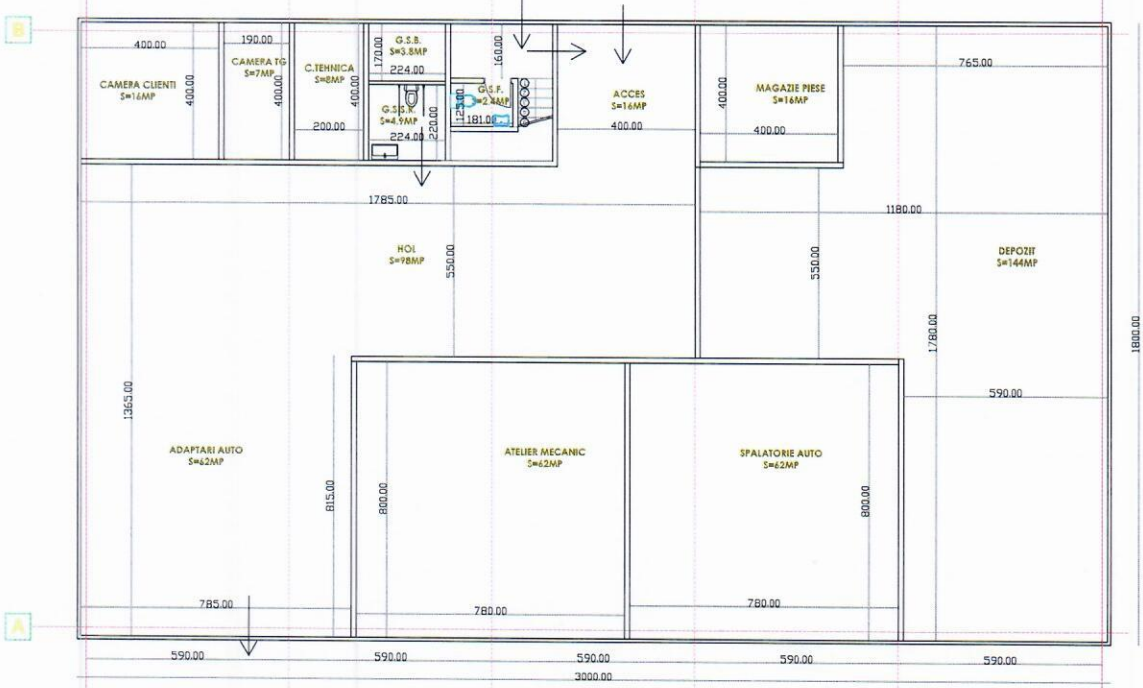 B
400.00
190.00
CAMERA CLIENTI
S=16MP
400.00
CAMERA TG
S=7MP
400.00
C.TEHNICA
S=8MP
400.00
200.00
170.00
G.S.B.
S=3.8MP
224.00
G.S.S.R.
S=4.9MP
224.00
220.00
160.00
G.S.F.
S=2.4MP
125.00
181.00
ACCES
S=16MP
400.00
400.00
MAGAZIE PIESE
S=16MP
400.00
765.00
1785.00
1180.00
HOL
S=98MP
550.00
550.00
DEPOZIT
S=144MP
1780.00
1800.00
1365.00
590.00
ADAPTARI AUTO
S=62MP
ATELIER MECANIC
S=62MP
SPALATORIE AUTO
S=62MP
815.00
800.00
800.00
785.00
780.00
780.00
A
590.00
590.00
590.00
590.00
590.00
3000.00